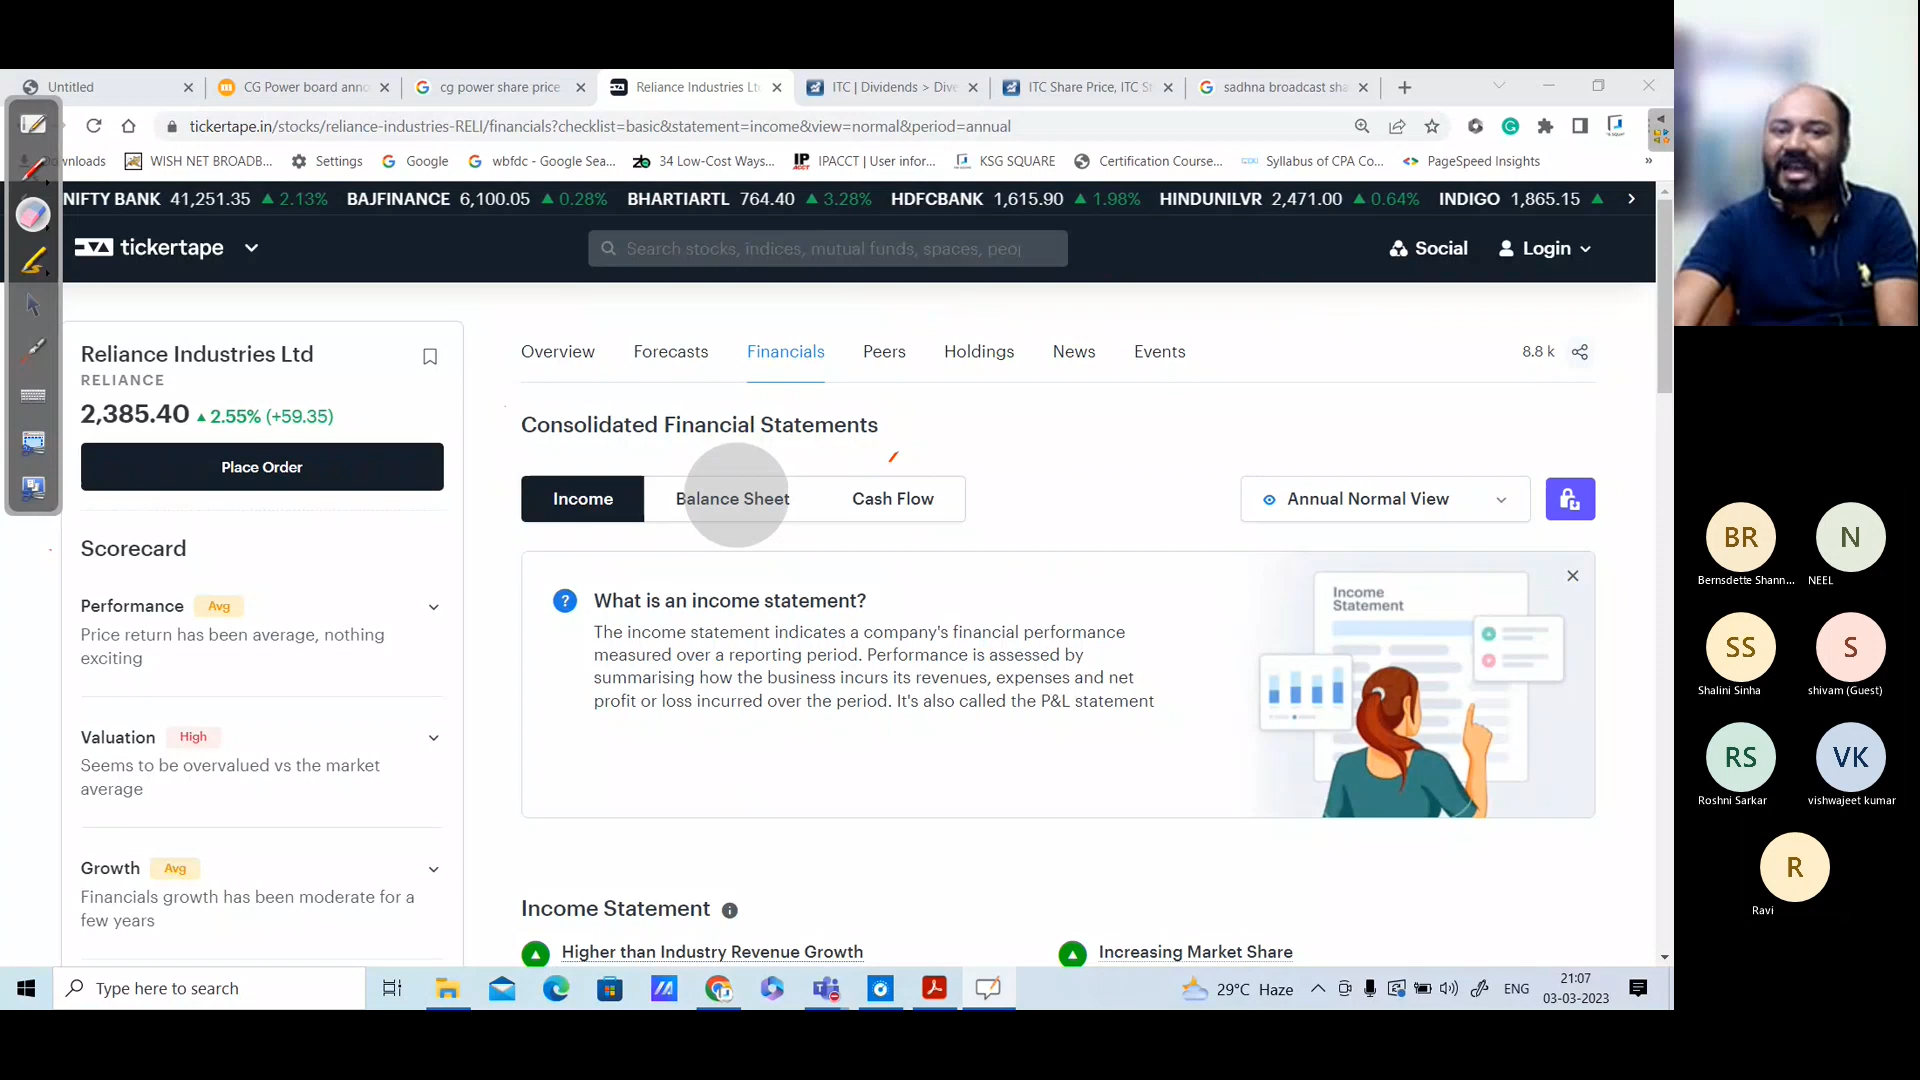 Untitled
CG Power board anno
cg power share price
Reliance Industries Lt
ITC | Dividends > Dive
ITC Share Price, ITC St
sadhna broadcast sha
tickertape.in/stocks/reliance-industries-RELI/financials?checklist=basic&statement=income&view=normal&period=annual
ownloads
WISH NET BROADB...
Settings
Google
wbfdc - Google Sea...
34 Low-Cost Ways...
IPACCT | User infor...
KSG SQUARE
Certification Course...
Syllabus of CPA Co...
PageSpeed Insights
»
NIFTY BANK 41,251.35 ▲ 2.13% BAJFINANCE 6,100.05 ▲ 0.28% BHARTIARTL 764.40 ▲ 3.28% HDFCBANK 1,615.90 ▲ 1.98% HINDUNILVR 2,471.00 ▲ 0.64% INDIGO 1,865.15 ▲
tickertape
Search stocks, indices, mutual funds, spaces, peo
Social
Login
Reliance Industries Ltd
RELIANCE
2,385.40 ▲ 2.55% (+59.35)
Place Order
Scorecard
Performance Avg
Price return has been average, nothing
exciting
Valuation High
Seems to be overvalued vs the market
average
Growth Avg
Financials growth has been moderate for a
few years
Overview Forecasts Financials Peers Holdings News Events
8.8 k
Consolidated Financial Statements
Income Balance Sheet Cash Flow
Annual Normal View
What is an income statement?
The income statement indicates a company's financial performance
measured over a reporting period. Performance is assessed by
summarising how the business incurs its revenues, expenses and net
profit or loss incurred over the period. It's also called the P&L statement
Income
Statement
Income Statement
Higher than Industry Revenue Growth
Increasing Market Share
Type here to search
29°C Haze
ENG
21:07
03-03-2023
BR
Bernsdette Shann...
N
NEEL
SS
Shalini Sinha
S
shivam (Guest)
RS
Roshni Sarkar
VK
vishwajeet kumar
R
Ravi